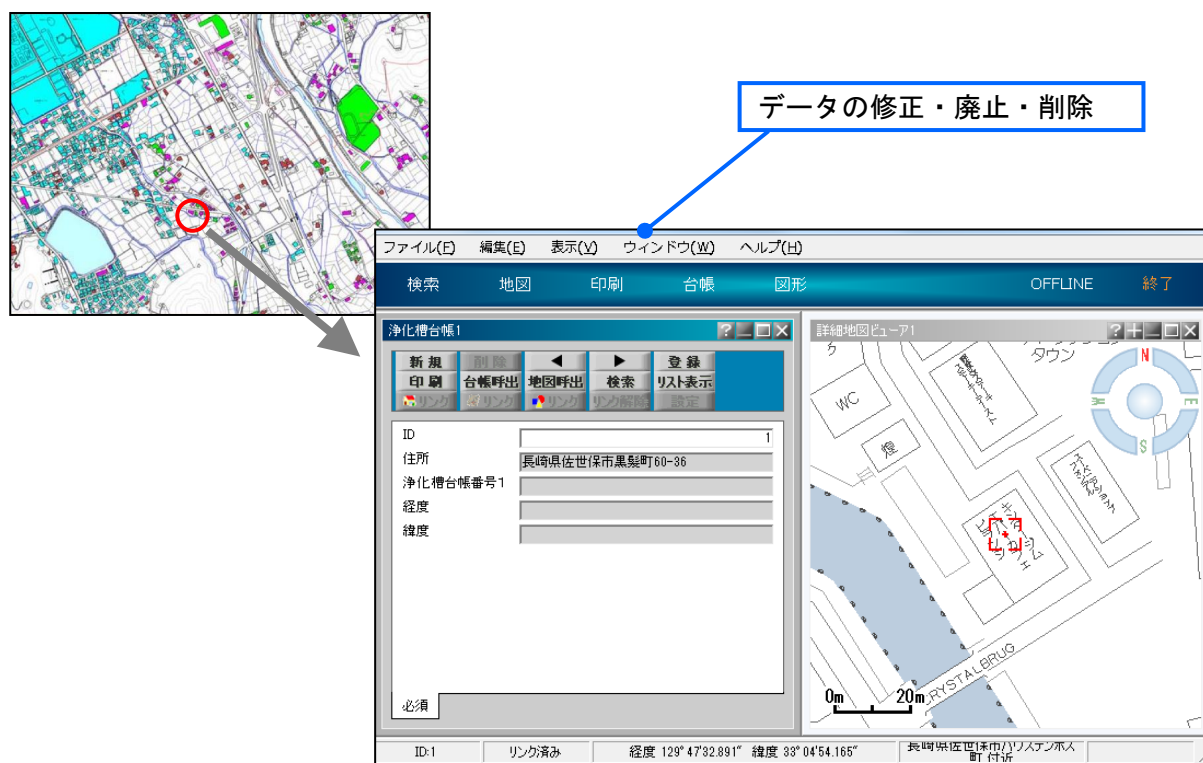 データの修正・廃止・削除
ファイル(F) 編集(E) 表示(V) ウィンドウ(W) ヘルプ(H)
検索 地図 印刷 台帳 図形 OFFLINE 終了
浄化槽台帳1
新規 削除 ◀ ▶ 登録
印刷 台帳呼出 地図呼出 検索 リスト表示
リンク リンク リンク リンク解除 設定
ID 1
住所 長崎県佐世保市黒髪町60-36
浄化槽台帳番号1
経度
緯度
必須
詳細地図ビューア1
タウン
WC
N
E
S
CRYSTALBRUG
0m 20m
ID:1 リンク済み 経度 129°47'32.891" 緯度 33°04'54.165" 長崎県佐世保市ハウステンボス
町 付近